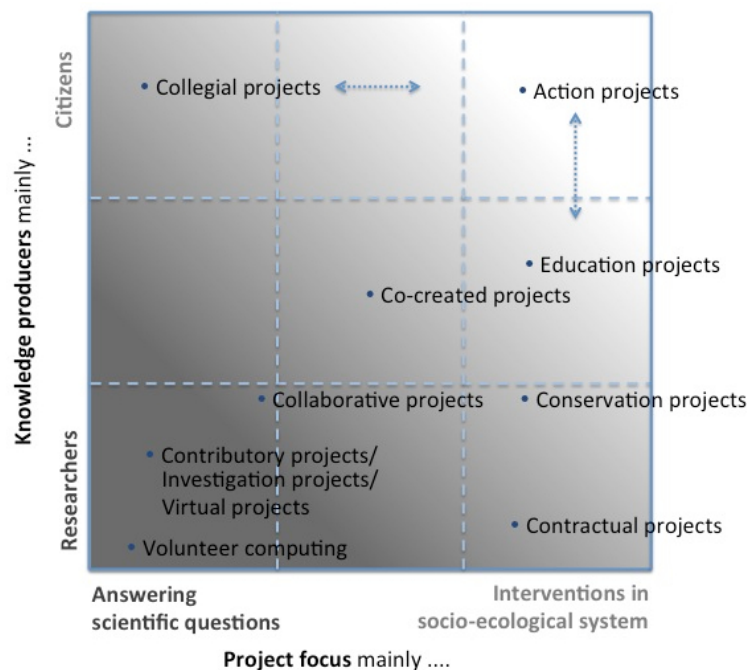 Citizens
Knowledge producers mainly ...
Researchers
• Collegial projects
• Action projects
• Education projects
• Co-created projects
• Collaborative projects
• Conservation projects
• Contributory projects/
Investigation projects/
Virtual projects
• Contractual projects
• Volunteer computing
Answering
scientific questions
Interventions in
socio-ecological system
Project focus mainly ....